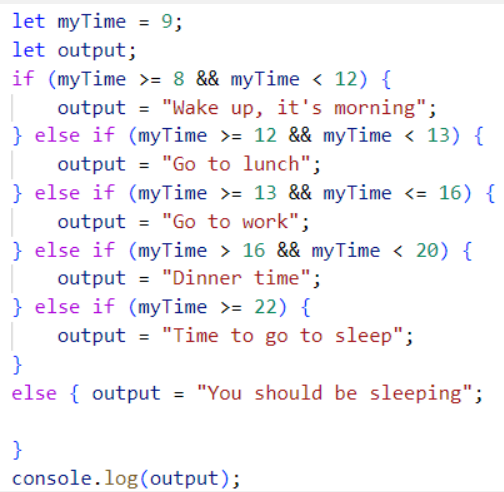 let myTime = 9;
let output;
if (myTime >= 8 && myTime < 12) {
    output = "Wake up, it's morning";
} else if (myTime >= 12 && myTime < 13) {
    output = "Go to lunch";
} else if (myTime >= 13 && myTime <= 16) {
    output = "Go to work";
} else if (myTime > 16 && myTime < 20) {
    output = "Dinner time";
} else if (myTime >= 22) {
    output = "Time to go to sleep";
}
else { output = "You should be sleeping";

}
console.log(output);